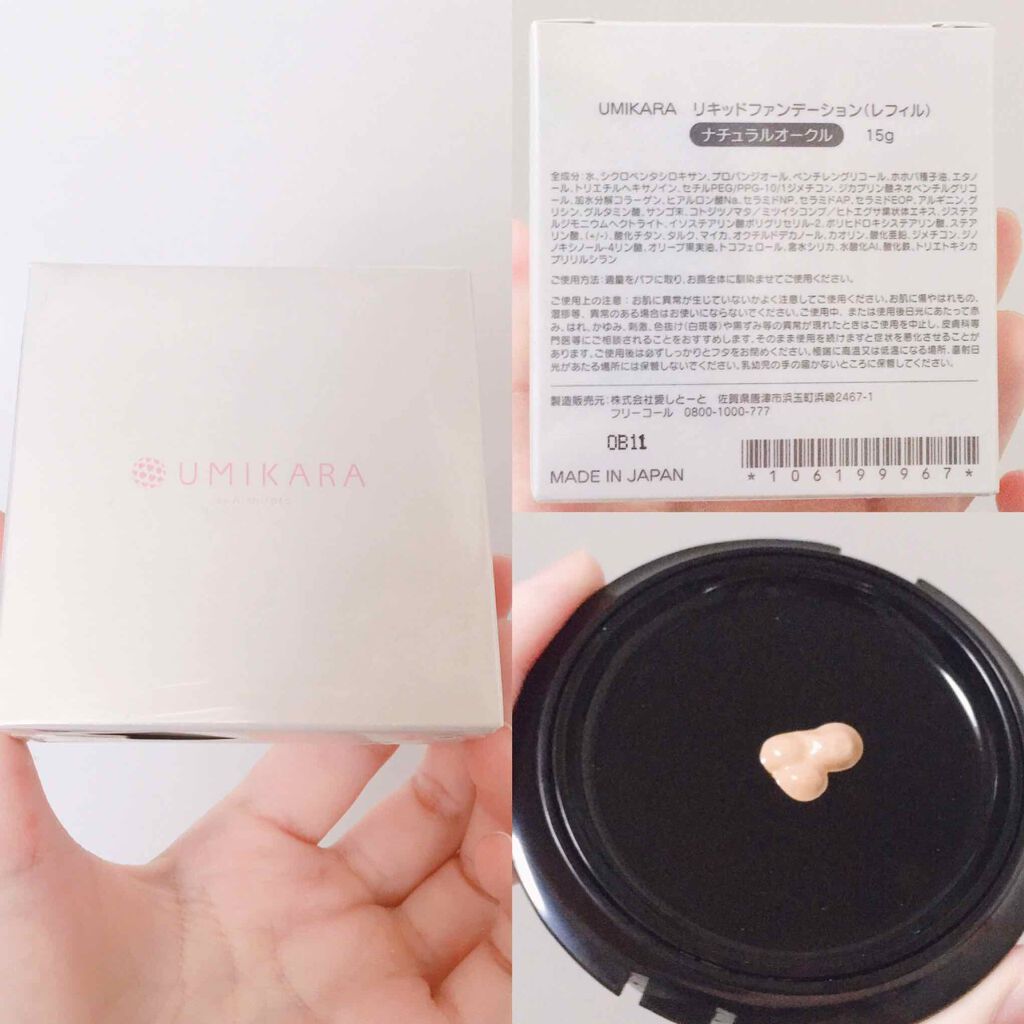 UMIKARA
UMIKARA リキッドファンデーション(レフィル)
ナチュラルオークル 15g
全成分:水、シクロペンタシロキサン、プロパンジオール、ペンチレングリコール、ホホバ種子油、エタノ
ール、トリエチルヘキサノイン、セチルPEG/PPG-10/1ジメチコン、ジカプリン酸ネオペンチルグリコ
ール、加水分解コラーゲン、ヒアルロン酸Na、セラミドNP、セラミドAP、セラミドEOP、アルギニン、グ
リシン、グルタミン酸、サンゴ末、コトジツノマタ/ミツイシコンブ/ヒトエグサ葉状体エキス、ジステア
ルジモニウムヘクトライト、イソステアリン酸ポリグリセリル-2、ポリヒドロキシステアリン酸、ステア
リン酸、(+/-)、酸化チタン、タルク、マイカ、オクチルドデカノール、カオリン、酸化亜鉛、ジメチコン、ジグ
ノキシノール-4リン酸、オリーブ果実油、トコフェロール、含水シリカ、水酸化Al、酸化鉄、トリエトキシカ
プリリルシラン
ご使用方法:適量をパフに取り、お顔全体に馴染ませてご使用ください。
ご使用上の注意:お肌に異常が生じていないかよく注意してご使用ください。お肌に傷やはれもの、
湿疹等、異常のある場合はお使いにならないでください。ご使用中、または使用後日光にあたって赤
み、はれ、かゆみ、刺激、色抜け(白斑等)や黒ずみ等の異常が現れたときはご使用を中止し、皮膚科専
門医等にご相談されることをおすすめします。そのまま使用を続けますと症状を悪化させることが
あります。ご使用後は必ずしっかりとフタをお閉めください。極端に高温又は低温になる場所、直射日
光があたる場所には保管しないでください。乳幼児の手の届かないところに保管してください。
製造販売元:株式会社愛しとーと 佐賀県唐津市浜玉町浜崎2467-1
フリーコール 0800-1000-777
0B11
MADE IN JAPAN
*106199967*